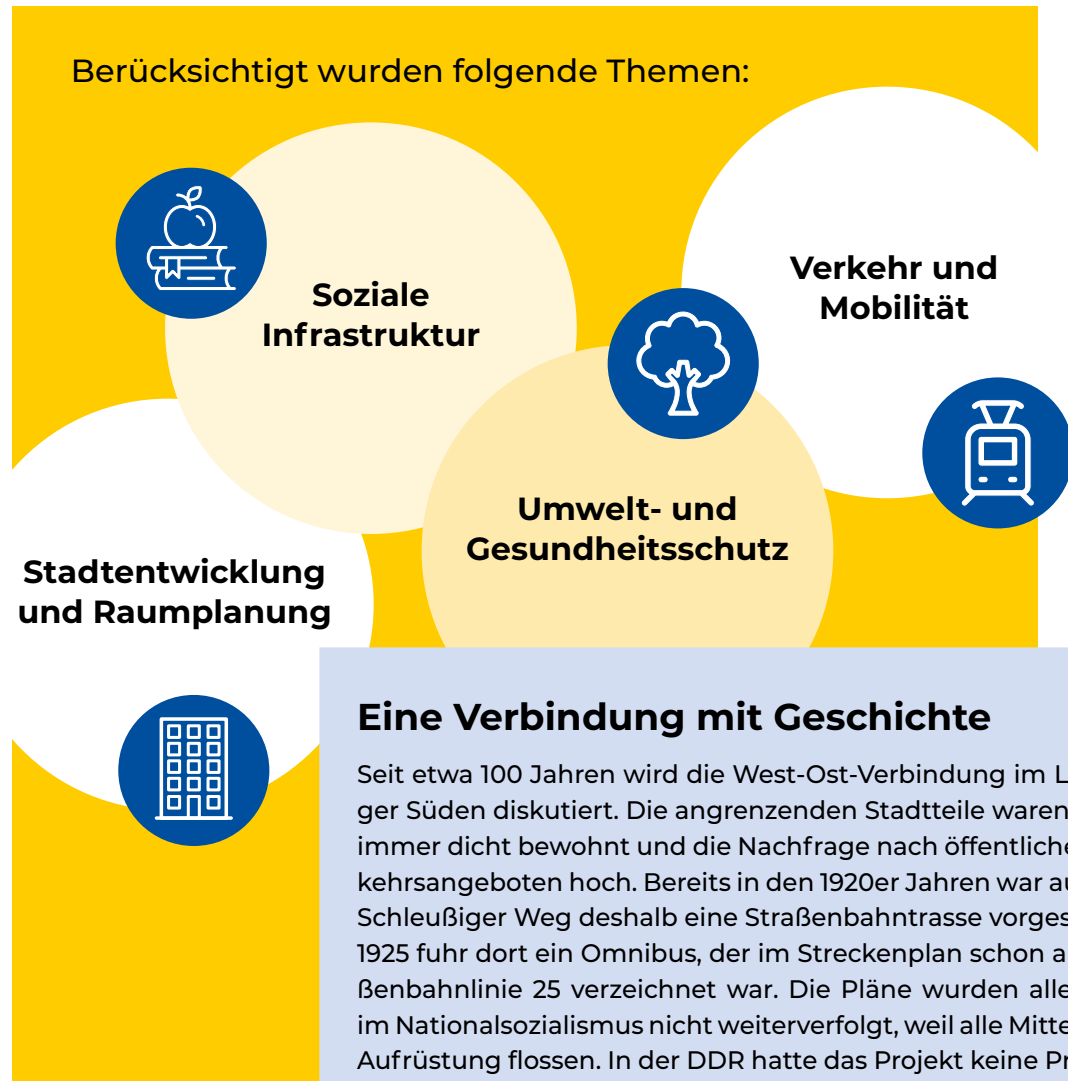 Berücksichtigt wurden folgende Themen:
Soziale
Infrastruktur
Verkehr und
Mobilität
Umwelt- und
Gesundheitsschutz
Stadtentwicklung
und Raumplanung
Eine Verbindung mit Geschichte
Seit etwa 100 Jahren wird die West-Ost-Verbindung im L
ger Süden diskutiert. Die angrenzenden Stadtteile waren
immer dicht bewohnt und die Nachfrage nach öffentliche
kehrsangeboten hoch. Bereits in den 1920er Jahren war au
Schleußiger Weg deshalb eine Straßenbahntrasse vorges
1925 fuhr dort ein Omnibus, der im Streckenplan schon a
ßenbahnlinie 25 verzeichnet war. Die Pläne wurden alle
im Nationalsozialismus nicht weiterverfolgt, weil alle Mitte
Aufrüstung flossen. In der DDR hatte das Projekt keine Pr